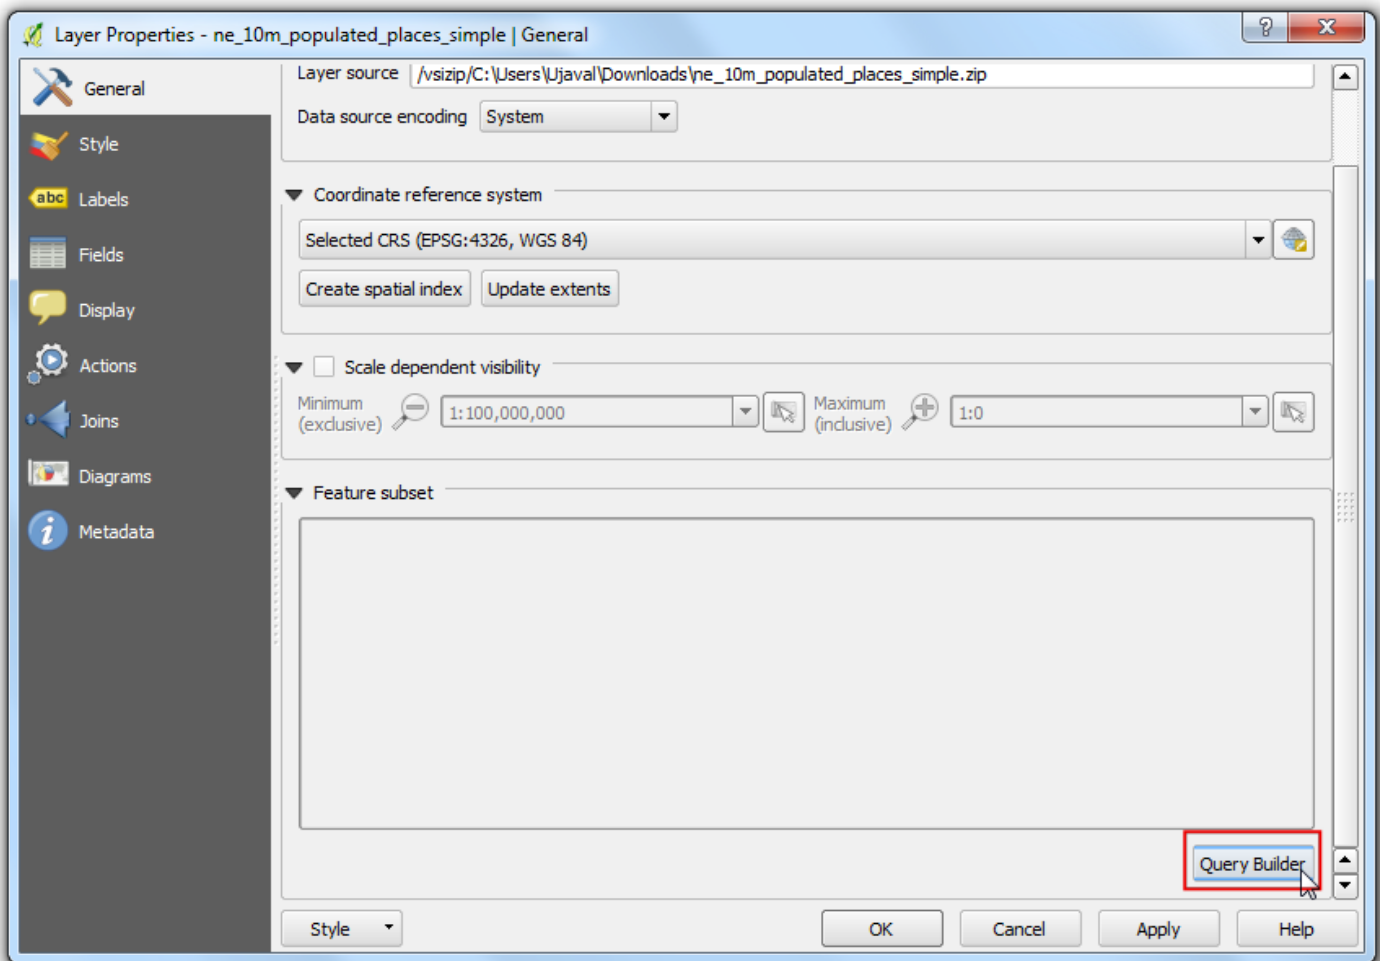 Layer Properties - ne_10m_populated_places_simple | General
General
Style
abc Labels
Fields
Display
Actions
Joins
Diagrams
Metadata
Layer source /vsizip/C:\Users\Ujaval\Downloads\ne_10m_populated_places_simple.zip
Data source encoding System
Coordinate reference system
Selected CRS (EPSG:4326, WGS 84)
Create spatial index Update extents
Scale dependent visibility
Minimum
(exclusive) 1:100,000,000
Maximum
(inclusive) 1:0
Feature subset
Query Builder
Style OK Cancel Apply Help